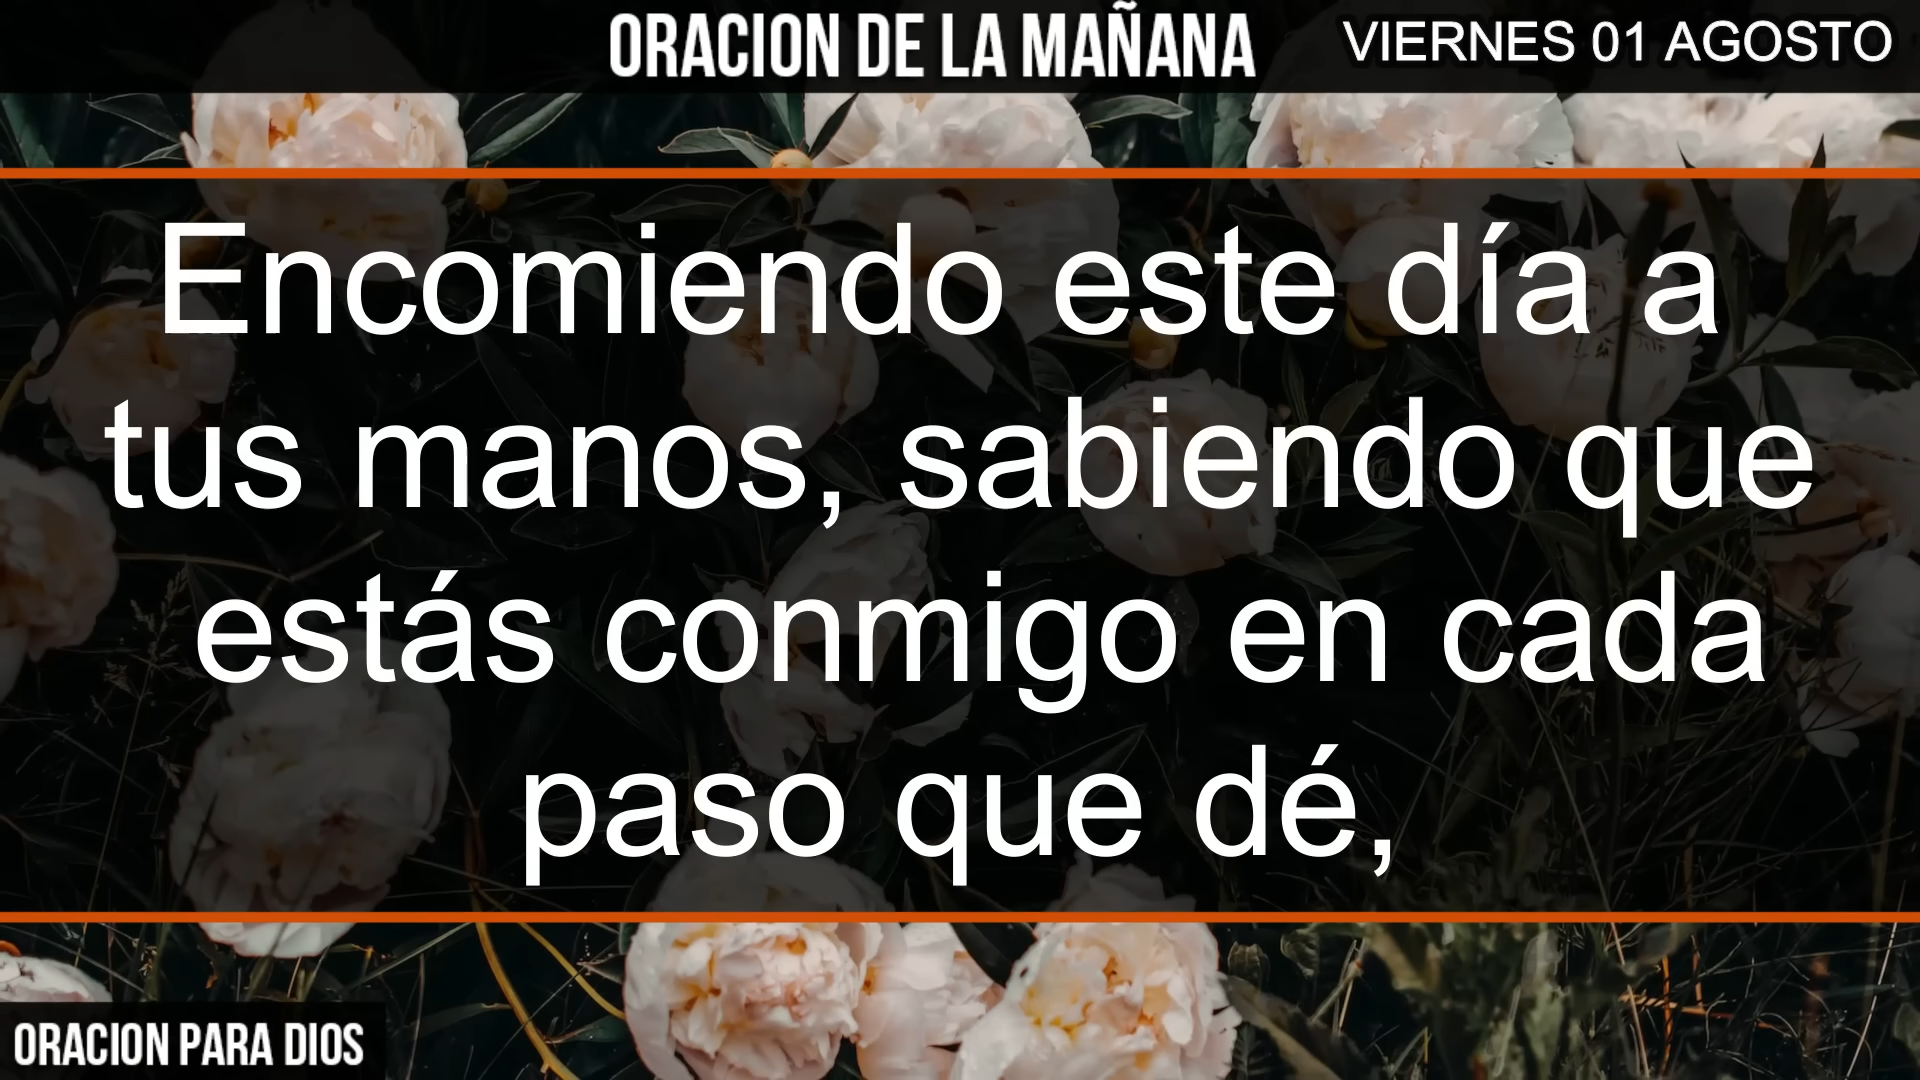 ORACION DE LA MAÑANA
VIERNES 01 AGOSTO
Encomiendo este día a
tus manos, sabiendo que
estás conmigo en cada
paso que dé,
ORACION PARA DIOS